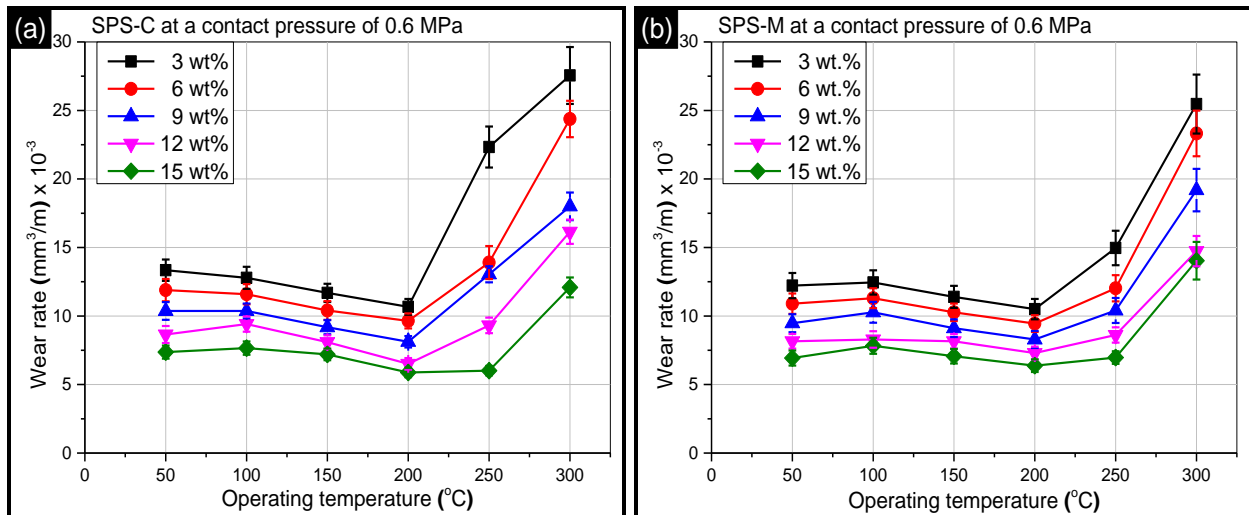 (a)
SPS-C at a contact pressure of 0.6 MPa
30
25
20
15
10
5
0
Wear rate (mm³/m) x 10⁻³
3 wt%
6 wt%
9 wt%
12 wt%
15 wt%
0 50 100 150 200 250 300
Operating temperature (°C)
(b)
SPS-M at a contact pressure of 0.6 MPa
30
25
20
15
10
5
0
Wear rate (mm³/m) x 10⁻³
3 wt.%
6 wt.%
9 wt.%
12 wt.%
15 wt.%
0 50 100 150 200 250 300
Operating temperature (°C)